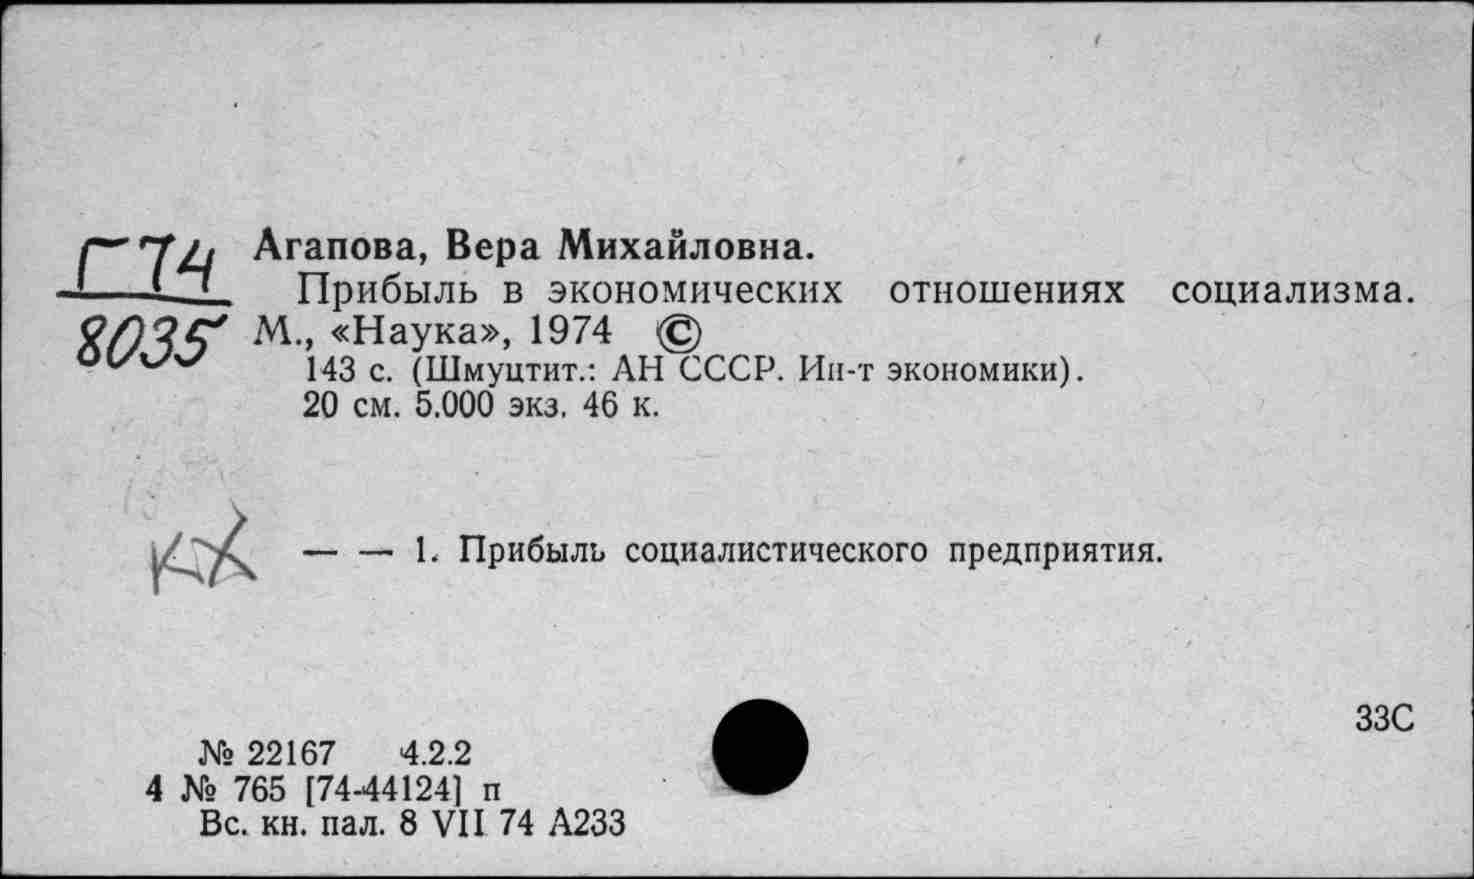 Г74
8035
Агапова, Вера Михайловна.
Прибыль в экономических отношениях социализма.
М., «Наука», 1974 ©
143 с. (Шмуцтит.: АН СССР. Ин-т экономики).
20 см. 5.000 экз. 46 к.
— — 1. Прибыль социалистического предприятия.
33С
№ 22167 4.2.2
4 № 765 [74-44124] п
Вс. кн. пал. 8 VII 74 А233